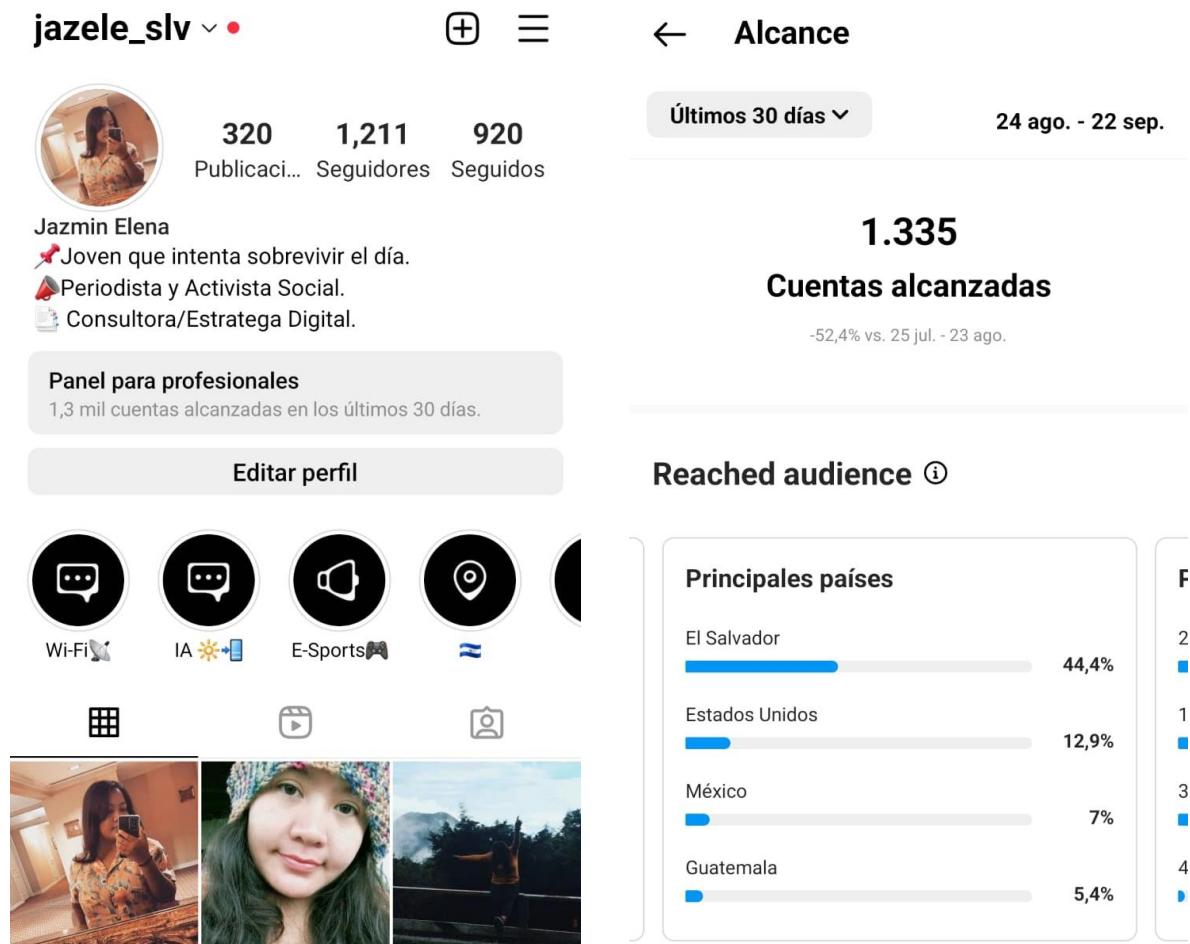 jazele_slv
320 1,211 920
Publicaci... Seguidores Seguidos
Jazmin Elena
📌Joven que intenta sobrevivir el día.
📣Periodista y Activista Social.
📑 Consultora/Estratega Digital.
Panel para profesionales
1,3 mil cuentas alcanzadas en los últimos 30 días.
Editar perfil
Wi-Fi📡 IA 🔆📲 E-Sports🎮 🇸🇻
Alcance
Últimos 30 días
24 ago. - 22 sep.
1.335
Cuentas alcanzadas
-52,4% vs. 25 jul. - 23 ago.
Reached audience
Principales países
El Salvador
44,4%
Estados Unidos
12,9%
México
7%
Guatemala
5,4%